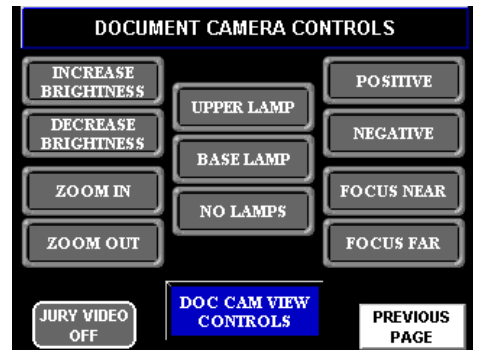 DOCUMENT CAMERA CONTROLS
INCREASE
BRIGHTNESS
DECREASE
BRIGHTNESS
ZOOM IN
ZOOM OUT
UPPER LAMP
BASE LAMP
NO LAMPS
POSITIVE
NEGATIVE
FOCUS NEAR
FOCUS FAR
JURY VIDEO
OFF
DOC CAM VIEW
CONTROLS
PREVIOUS
PAGE